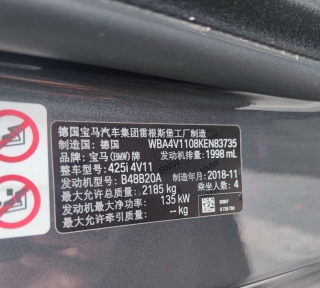 德国宝马汽车集团雷根斯堡工厂制造
制造国：德国 WBA4V1108KEN83735
品牌：宝马(BMW)牌 发动机排量：1998 mL
整车型号：425i 4V11
发动机型号：B48B20A 制造年月：2018-11
最大允许总质量：2185 kg 乘坐人数：4
发动机最大净功率：135 kW
最大允许牵引质量：-- kg